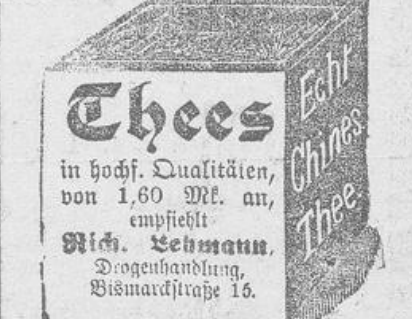 Thees
in hochf. Qualitäten,
von 1,60 Mk. an,
empfiehlt
Rich. Lehmann,
Drogenhandlung,
Bismarckstraße 15.
Echt
Chines
Thee